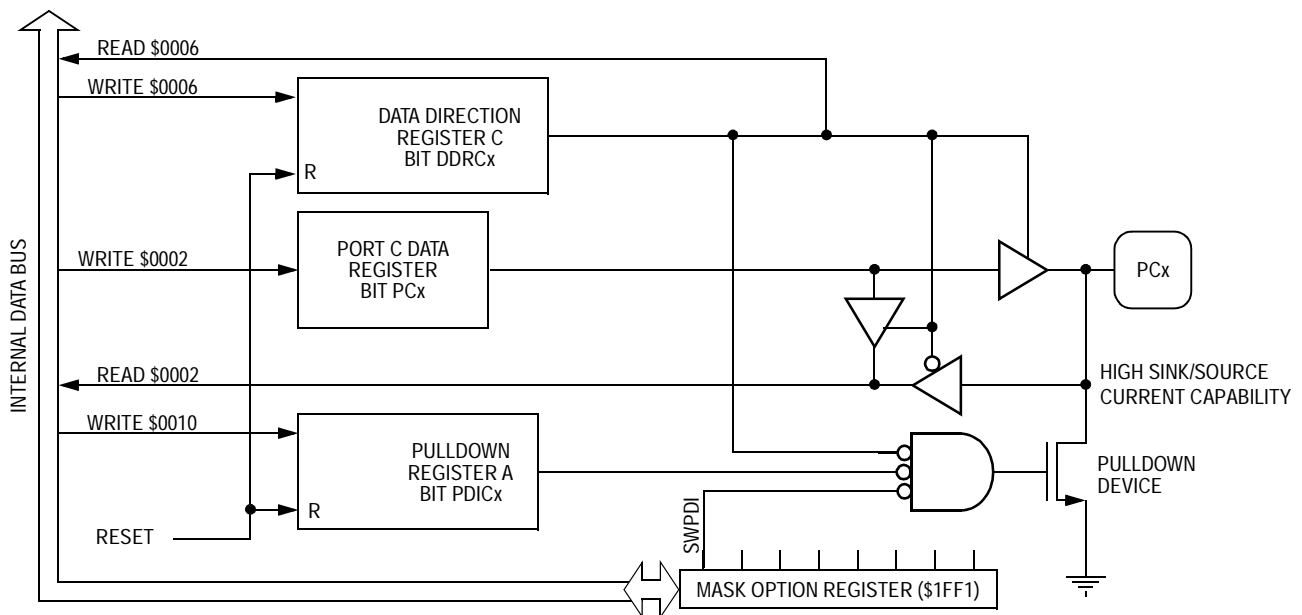 READ $0006
WRITE $0006
DATA DIRECTION
REGISTER C
BIT DDRCx
R
INTERNAL DATA BUS
WRITE $0002
PORT C DATA
REGISTER
BIT PCx
PCx
READ $0002
HIGH SINK/SOURCE
CURRENT CAPABILITY
WRITE $0010
PULLDOWN
REGISTER A
BIT PDICx
R
PULLDOWN
DEVICE
RESET
SWPDI
MASK OPTION REGISTER ($1FF1)